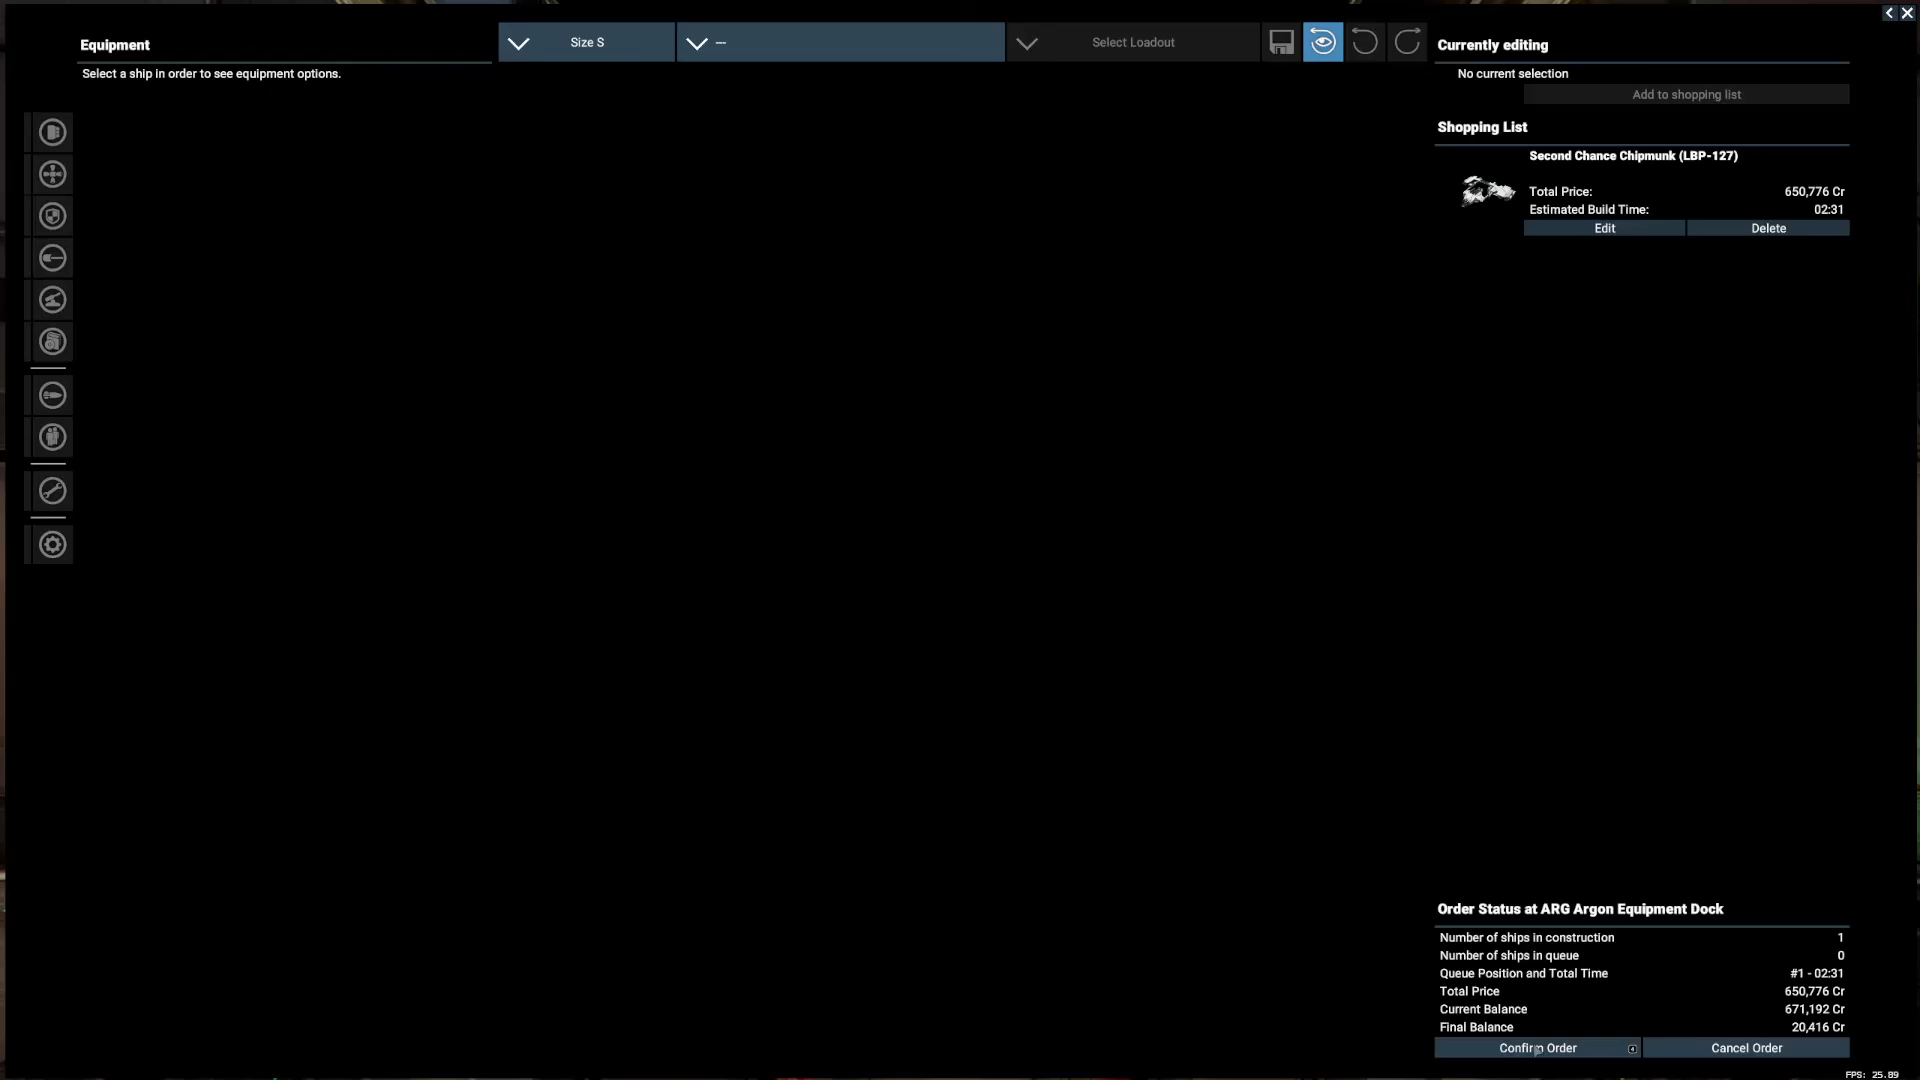 Equipment
Select a ship in order to see equipment options.
Size S
---
Select Loadout
Currently editing
No current selection
Add to shopping list
Shopping List
Second Chance Chipmunk (LBP-127)
Total Price: 650,776 Cr
Estimated Build Time: 02:31
Edit Delete
Order Status at ARG Argon Equipment Dock
Number of ships in construction 1
Number of ships in queue 0
Queue Position and Total Time #1 - 02:31
Total Price 650,776 Cr
Current Balance 671,192 Cr
Final Balance 20,416 Cr
Confirm Order Cancel Order
FPS: 25.89